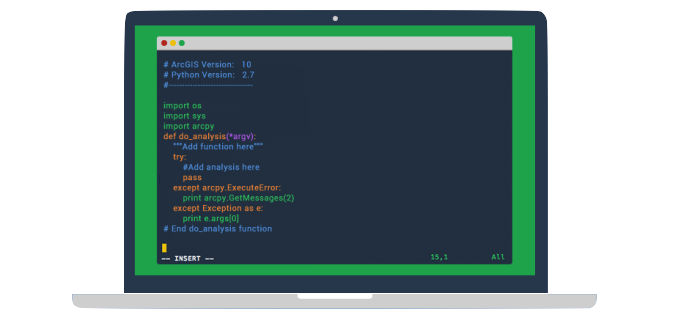 # ArcGIS Version:   10
# Python Version:   2.7
#----------------------
import os
import sys
import arcpy
def do_analysis(*argv):
"""Add function here"""
try:
#Add analysis here
pass
except arcpy.ExecuteError:
print arcpy.GetMessages(2)
except Exception as e:
print e.args[0]
# End do_analysis function
-- INSERT -- 15,1 All